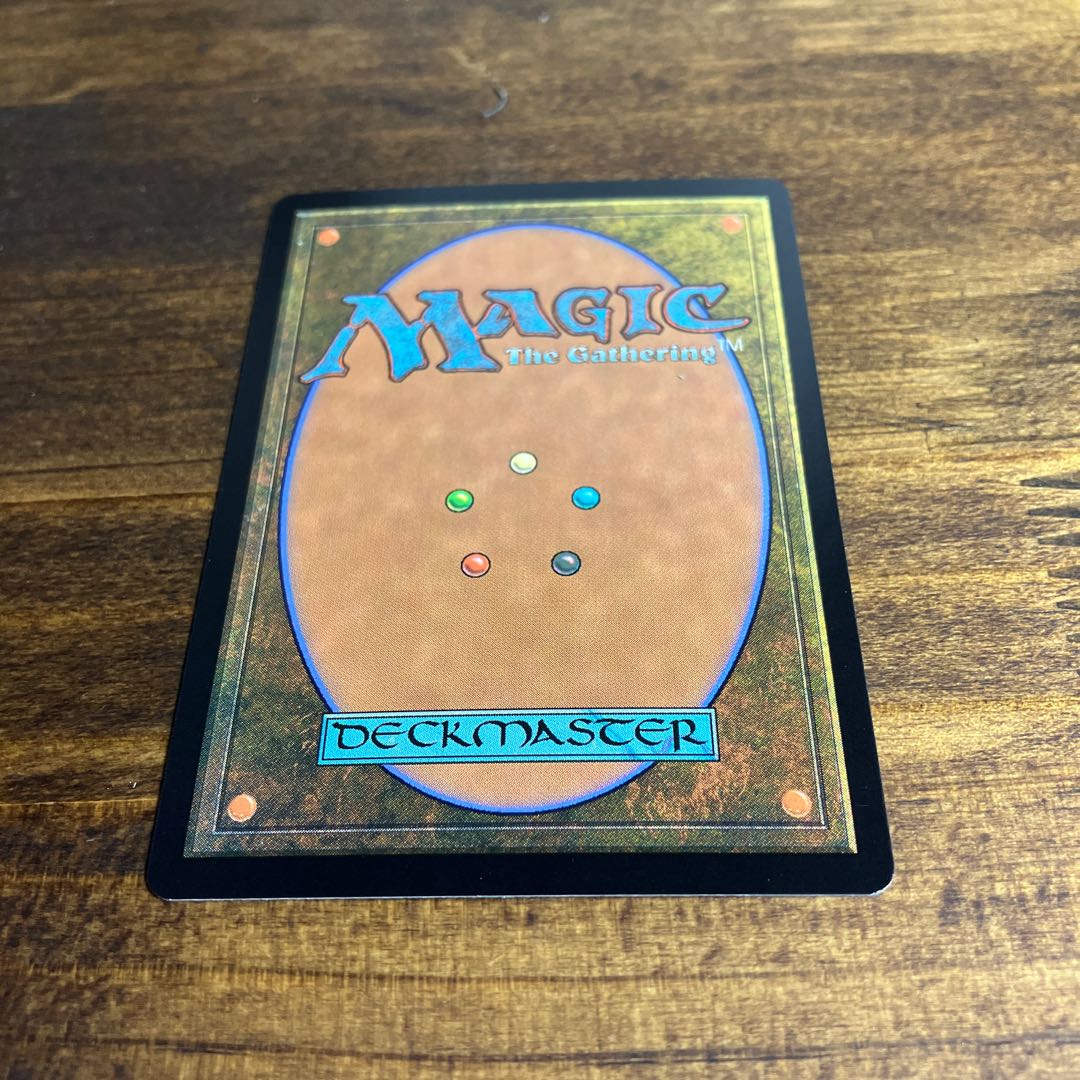 MAGIC
The Gathering™
DECKMASTER